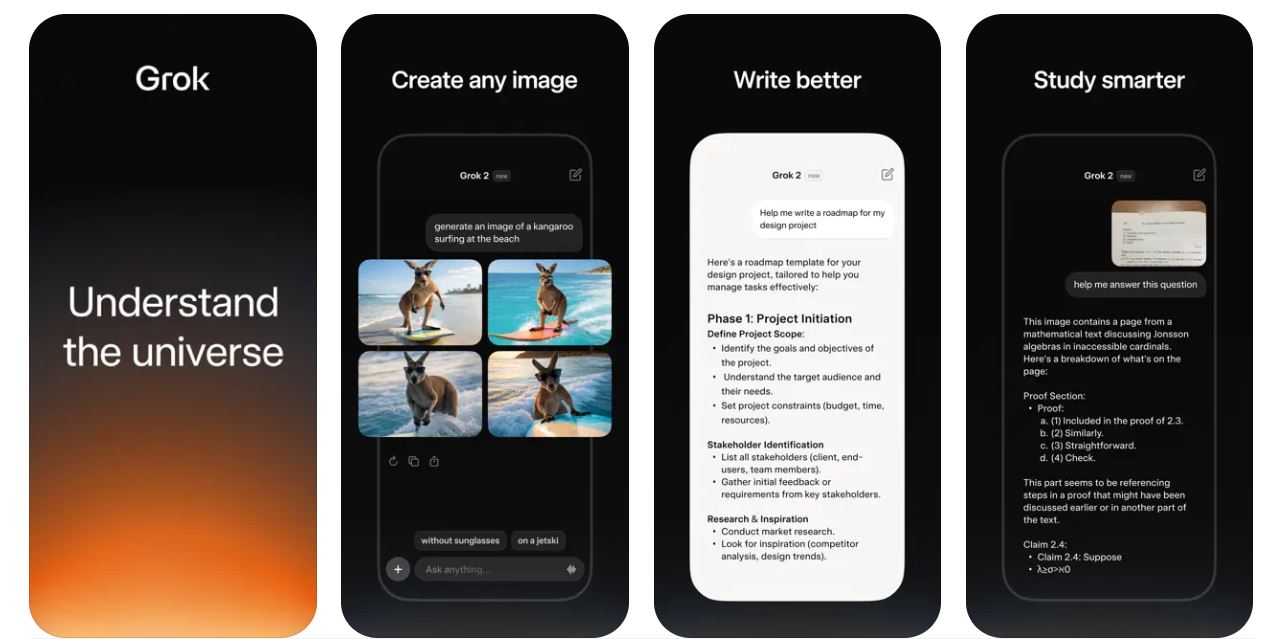 Grok
Understand
the universe
Create any image
Grok 2 new
generate an image of a kangaroo
surfing at the beach
without sunglasses on a jetski
Ask anything...
Write better
Grok 2 new
Help me write a roadmap for my
design project
Here's a roadmap template for your
design project, tailored to help you
manage tasks effectively:
Phase 1: Project Initiation
Define Project Scope:
• Identify the goals and objectives of
the project.
• Understand the target audience and
their needs.
• Set project constraints (budget, time,
resources).
Stakeholder Identification
• List all stakeholders (client, end-
users, team members).
• Gather initial feedback or
requirements from key stakeholders.
Research & Inspiration
• Conduct market research.
• Look for inspiration (competitor
analysis, design trends).
Study smarter
Grok 2 new
help me answer this question
This image contains a page from a
mathematical text discussing Jonsson
algebras in inaccessible cardinals.
Here's a breakdown of what's on the
page:
Proof Section:
• Proof:
a. (1) Included in the proof of 2.3.
b. (2) Similarly.
c. (3) Straightforward.
d. (4) Check.
This part seems to be referencing
steps in a proof that might have been
discussed earlier or in another part of
the text.
Claim 2.4:
• Claim 2.4: Suppose
• λ≥σ>ℵ0